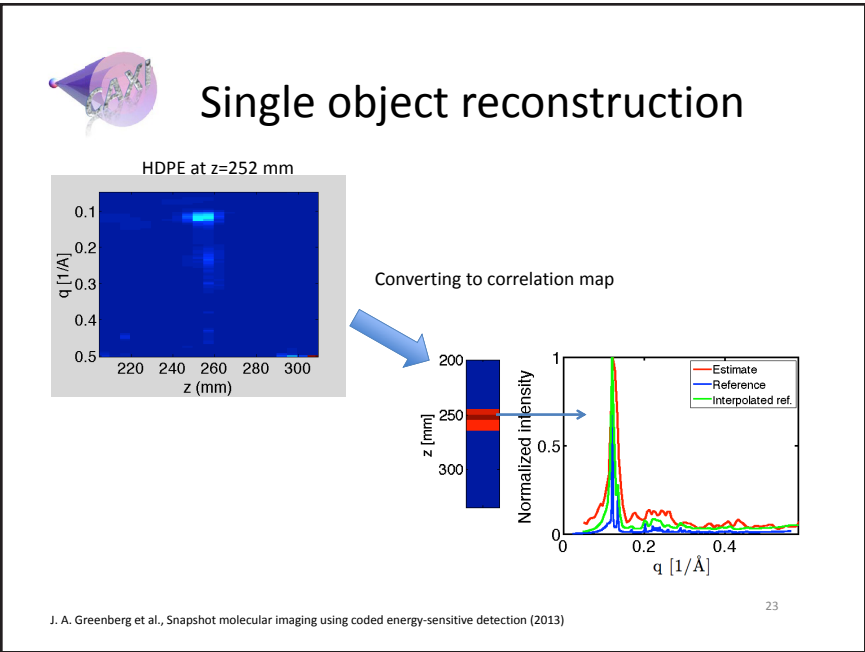 CAXI
Single object reconstruction
HDPE at z=252 mm
0.1
0.2
0.3
0.4
0.5
q [1/A]
220 240 260 280 300
z (mm)
Converting to correlation map
200
250
300
z [mm]
Normalized intensity
1
0.5
0
0 0.2 0.4
q [1/Å]
Estimate
Reference
Interpolated ref.
23
J. A. Greenberg et al., Snapshot molecular imaging using coded energy-sensitive detection (2013)